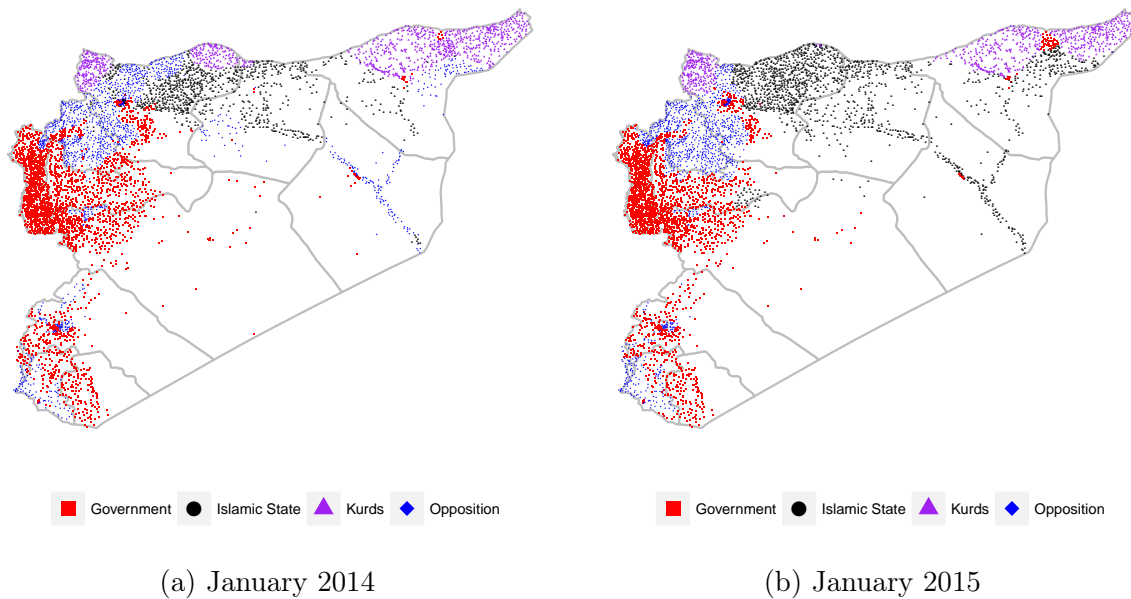 Government Islamic State Kurds Opposition
Government Islamic State Kurds Opposition
(a) January 2014
(b) January 2015